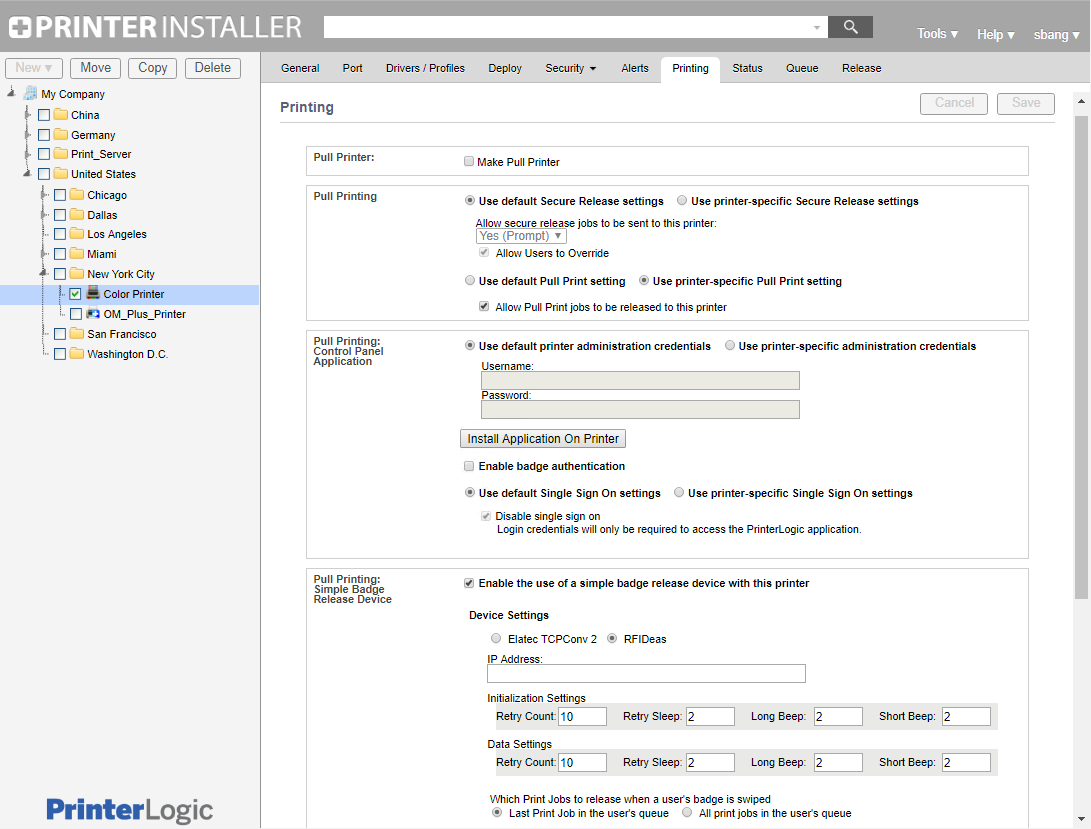 PRINTER INSTALLER
Tools ▾ Help ▾ sbang ▾
New ▾ Move Copy Delete
General Port Drivers / Profiles Deploy Security ▾ Alerts Printing Status Queue Release
My Company
China
Germany
Print_Server
United States
Chicago
Dallas
Los Angeles
Miami
New York City
Color Printer
OM_Plus_Printer
San Francisco
Washington D.C.
PrinterLogic
Printing
Cancel Save
Pull Printer:
Make Pull Printer
Pull Printing
Use default Secure Release settings Use printer-specific Secure Release settings
Allow secure release jobs to be sent to this printer:
Yes (Prompt) ▾
Allow Users to Override
Use default Pull Print setting Use printer-specific Pull Print setting
Allow Pull Print jobs to be released to this printer
Pull Printing:
Control Panel
Application
Use default printer administration credentials Use printer-specific administration credentials
Username:
Password:
Install Application On Printer
Enable badge authentication
Use default Single Sign On settings Use printer-specific Single Sign On settings
Disable single sign on
Login credentials will only be required to access the PrinterLogic application.
Pull Printing:
Simple Badge
Release Device
Enable the use of a simple badge release device with this printer
Device Settings
Elatec TCPConv 2 RFIDeas
IP Address:
Initialization Settings
Retry Count: 10 Retry Sleep: 2 Long Beep: 2 Short Beep: 2
Data Settings
Retry Count: 10 Retry Sleep: 2 Long Beep: 2 Short Beep: 2
Which Print Jobs to release when a user's badge is swiped
Last Print Job in the user's queue All print jobs in the user's queue